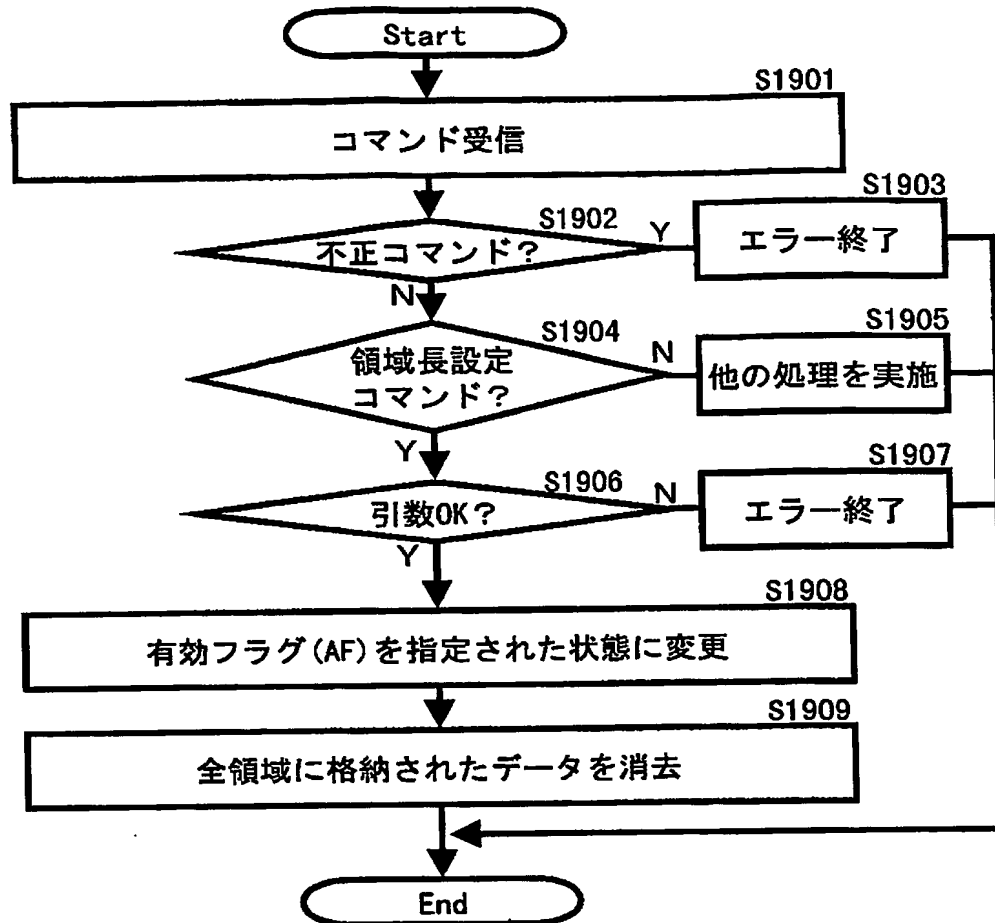 Start
S1901
コマンド受信
S1902
不正コマンド？
Y
S1903
エラー終了
N
S1904
領域長設定
コマンド？
N
S1905
他の処理を実施
Y
S1906
引数OK？
N
S1907
エラー終了
Y
S1908
有効フラグ(AF)を指定された状態に変更
S1909
全領域に格納されたデータを消去
End